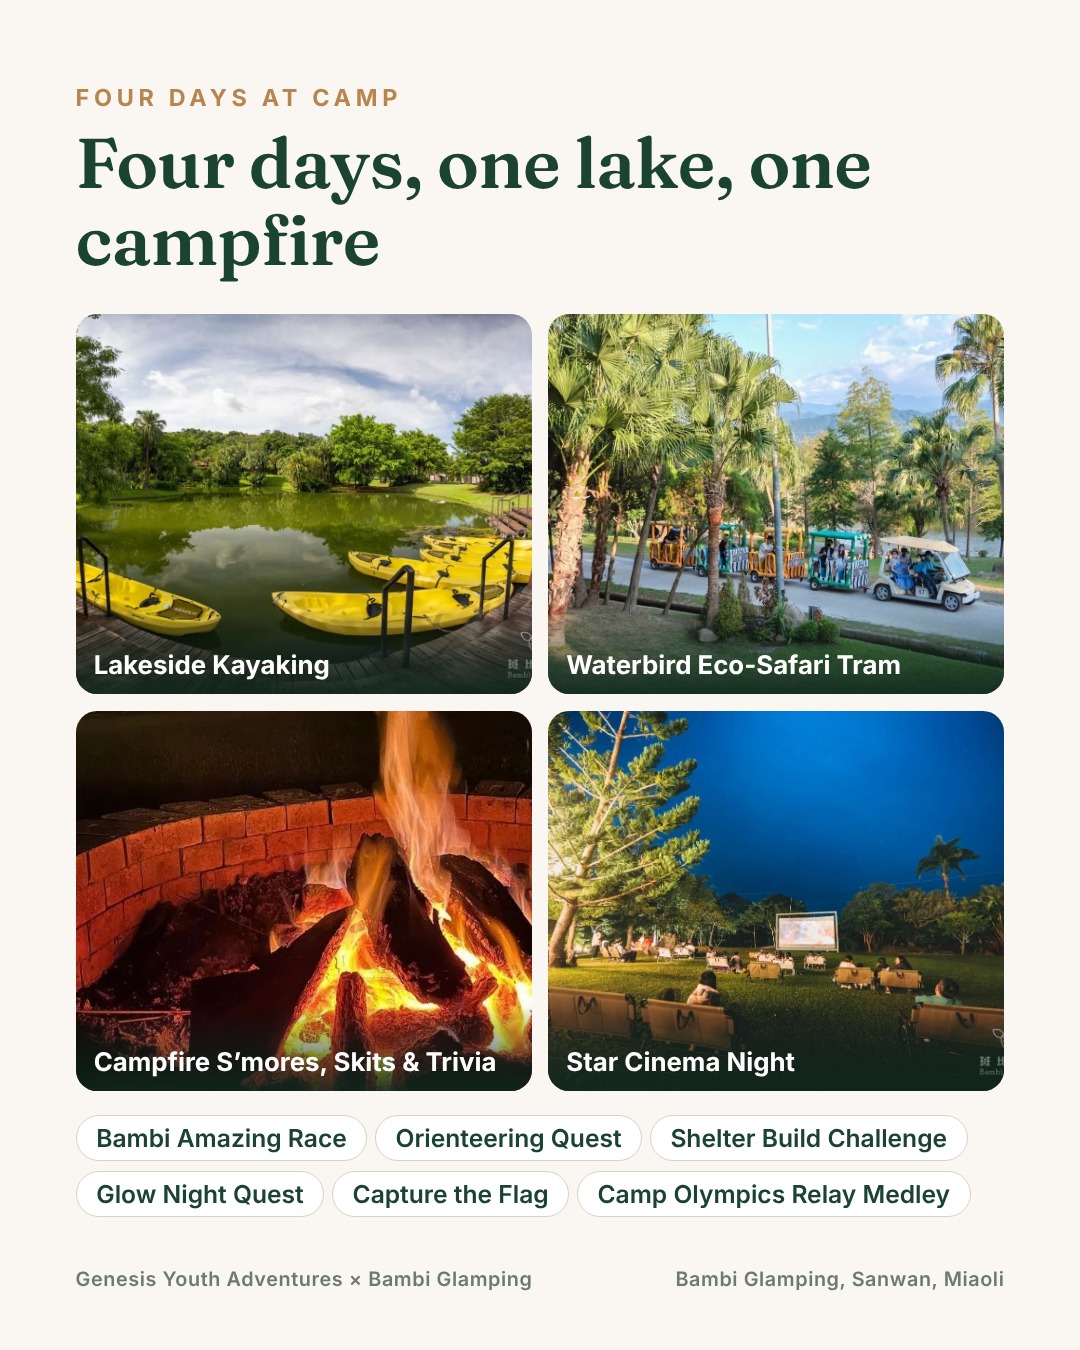 FOUR DAYS AT CAMP
Four days, one lake, one
campfire
Lakeside Kayaking
Waterbird Eco-Safari Tram
Campfire S’mores, Skits & Trivia
Star Cinema Night
Bambi Amazing Race
Orienteering Quest
Shelter Build Challenge
Glow Night Quest
Capture the Flag
Camp Olympics Relay Medley
Genesis Youth Adventures × Bambi Glamping
Bambi Glamping, Sanwan, Miaoli